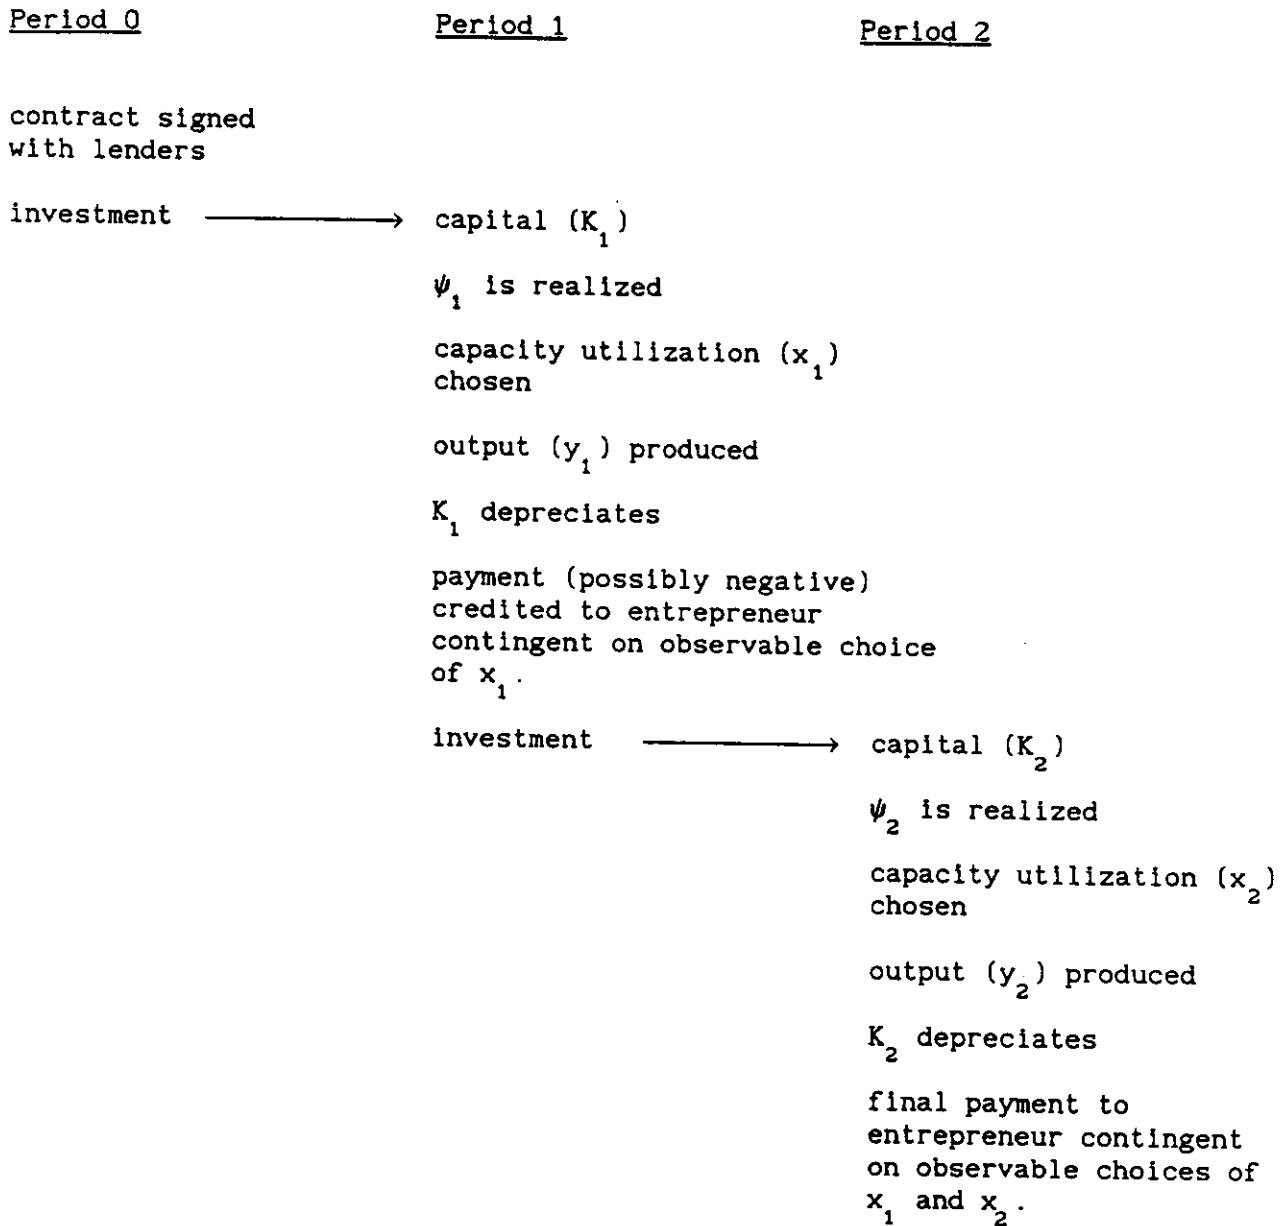 Period 0
Period 1
Period 2
contract signed
with lenders
investment → capital (K₁)
ψ₁ is realized
capacity utilization (x₁)
chosen
output (y₁) produced
K₁ depreciates
payment (possibly negative)
credited to entrepreneur
contingent on observable choice
of x₁.
investment → capital (K₂)
ψ₂ is realized
capacity utilization (x₂)
chosen
output (y₂) produced
K₂ depreciates
final payment to
entrepreneur contingent
on observable choices of
x₁ and x₂.